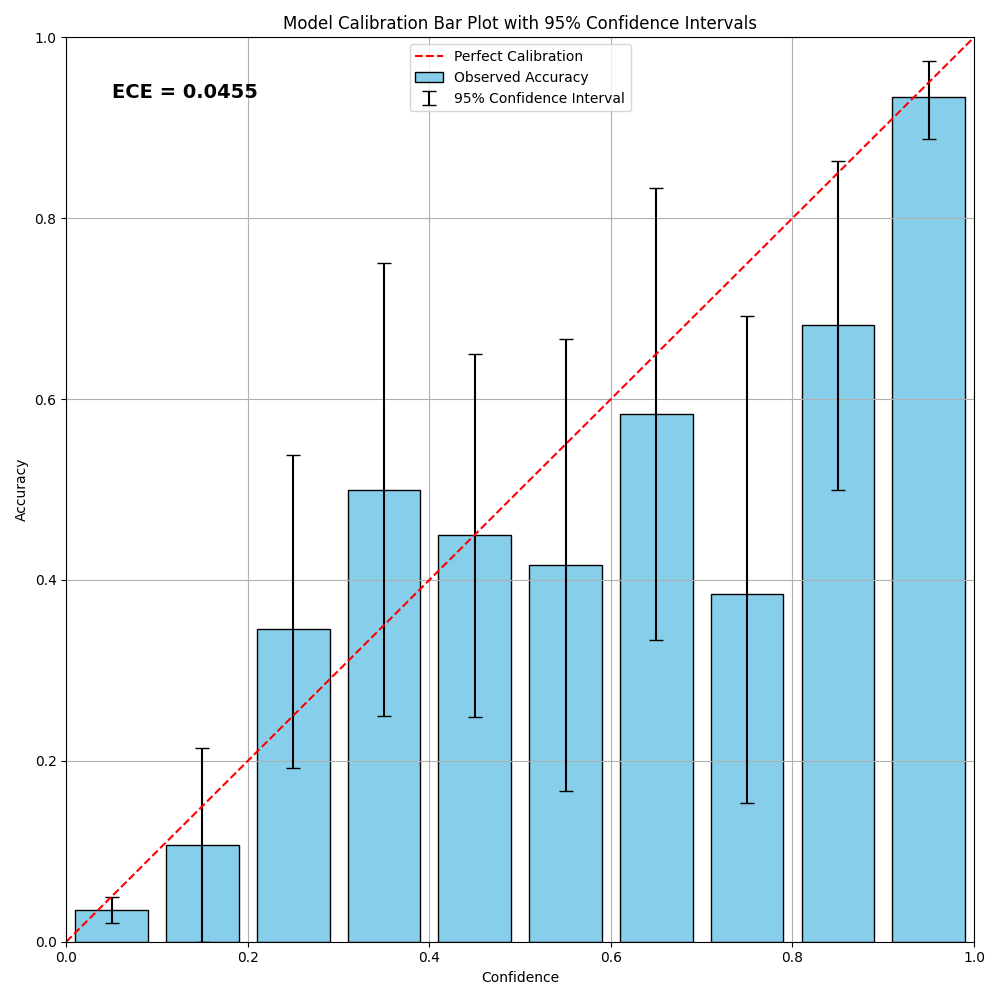 Model Calibration Bar Plot with 95% Confidence Intervals
ECE = 0.0455
Perfect Calibration
Observed Accuracy
95% Confidence Interval
Accuracy
1.0
0.8
0.6
0.4
0.2
0.0
0.0 0.2 0.4 0.6 0.8 1.0
Confidence